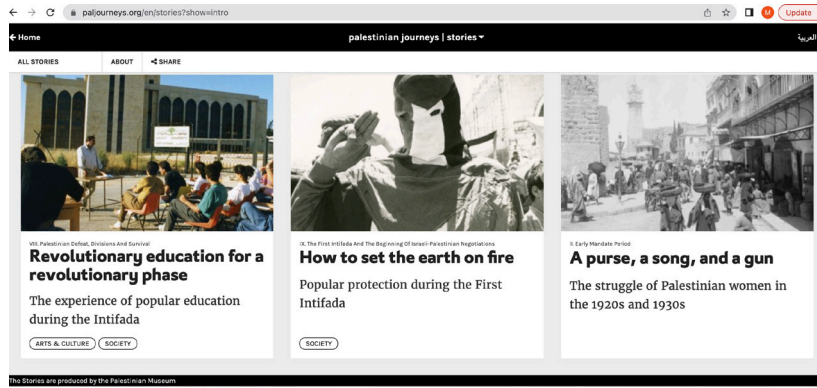 paljourneys.org/en/stories?show=intro
M
Update
Home
palestinian journeys | stories
العربية
ALL STORIES
ABOUT
SHARE
VIII. Palestinian Defeat, Divisions And Survival
Revolutionary education for a
revolutionary phase
The experience of popular education
during the Intifada
ARTS & CULTURE
SOCIETY
IX. The First Intifada And The Beginning Of Israeli-Palestinian Negotiations
How to set the earth on fire
Popular protection during the First
Intifada
SOCIETY
II. Early Mandate Period
A purse, a song, and a gun
The struggle of Palestinian women in
the 1920s and 1930s
The Stories are produced by the Palestinian Museum